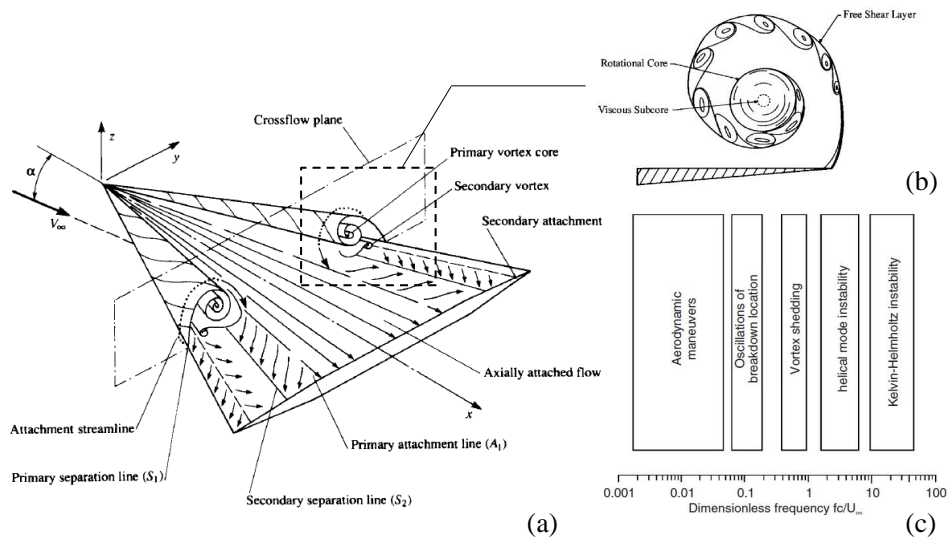 z
y
x
α
V∞
Crossflow plane
Primary vortex core
Secondary vortex
Secondary attachment
Axially attached flow
Attachment streamline
Primary attachment line (A₁)
Primary separation line (S₁)
Secondary separation line (S₂)
(a)
Free Shear Layer
Rotational Core
Viscous Subcore
(b)
Aerodynamic
maneuvers
Oscillations of
breakdown location
Vortex shedding
helical mode instability
Kelvin-Helmholtz instability
0.001 0.01 0.1 1 10 100
Dimensionless frequency fc/U∞
(c)